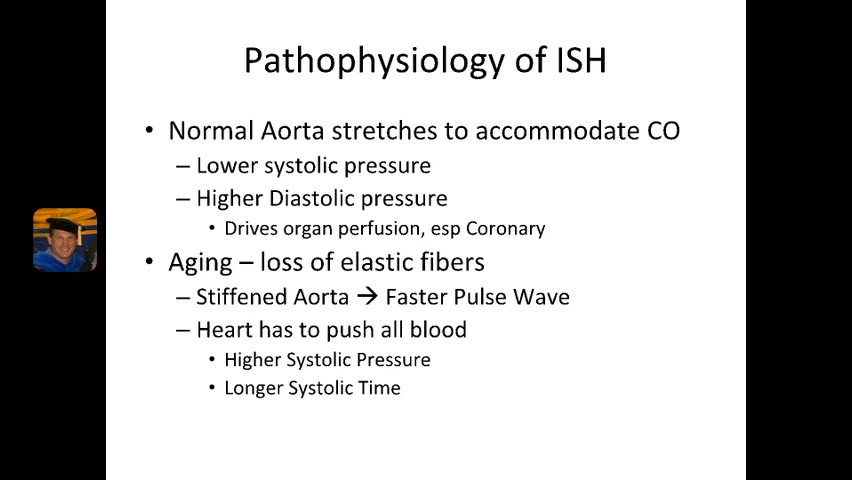 Pathophysiology of ISH
• Normal Aorta stretches to accommodate CO
– Lower systolic pressure
– Higher Diastolic pressure
• Drives organ perfusion, esp Coronary
• Aging – loss of elastic fibers
– Stiffened Aorta → Faster Pulse Wave
– Heart has to push all blood
• Higher Systolic Pressure
• Longer Systolic Time